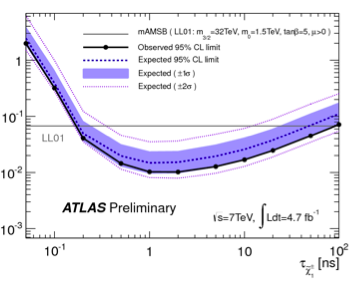 mAMSB ( LL01: m3/2=32TeV, m0=1.5TeV, tanβ=5, μ>0 )
Observed 95% CL limit
Expected 95% CL limit
Expected ( ±1σ )
Expected ( ±2σ )
1
10⁻¹
LL01
10⁻²
ATLAS Preliminary
√s=7TeV, ∫Ldt=4.7 fb⁻¹
10⁻³
10⁻¹ 1 10 10²
τχ̃±₁ [ns]